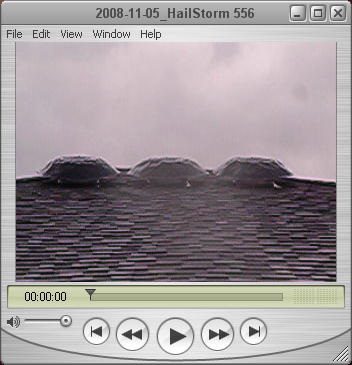 2008-11-05_HailStorm 556
File Edit View Window Help
00:00:00